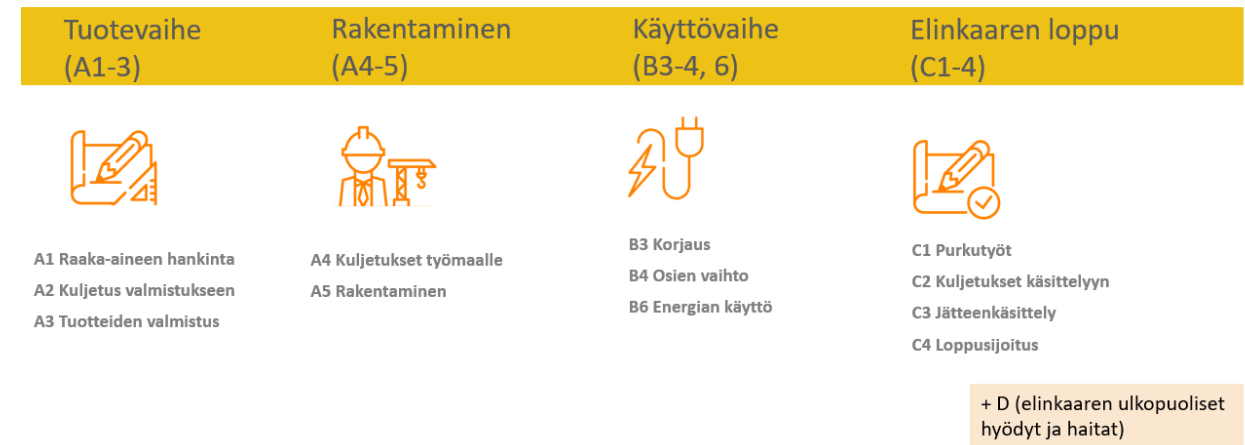 Tuotevaihe
(A1-3)
Rakentaminen
(A4-5)
Käyttövaihe
(B3-4, 6)
Elinkaaren loppu
(C1-4)
A1 Raaka-aineen hankinta
A2 Kuljetus valmistukseen
A3 Tuotteiden valmistus
A4 Kuljetukset työmaalle
A5 Rakentaminen
B3 Korjaus
B4 Osien vaihto
B6 Energian käyttö
C1 Purkutyöt
C2 Kuljetukset käsittelyyn
C3 Jätteenkäsittely
C4 Loppusijoitus
+ D (elinkaaren ulkopuoliset
hyödyt ja haitat)